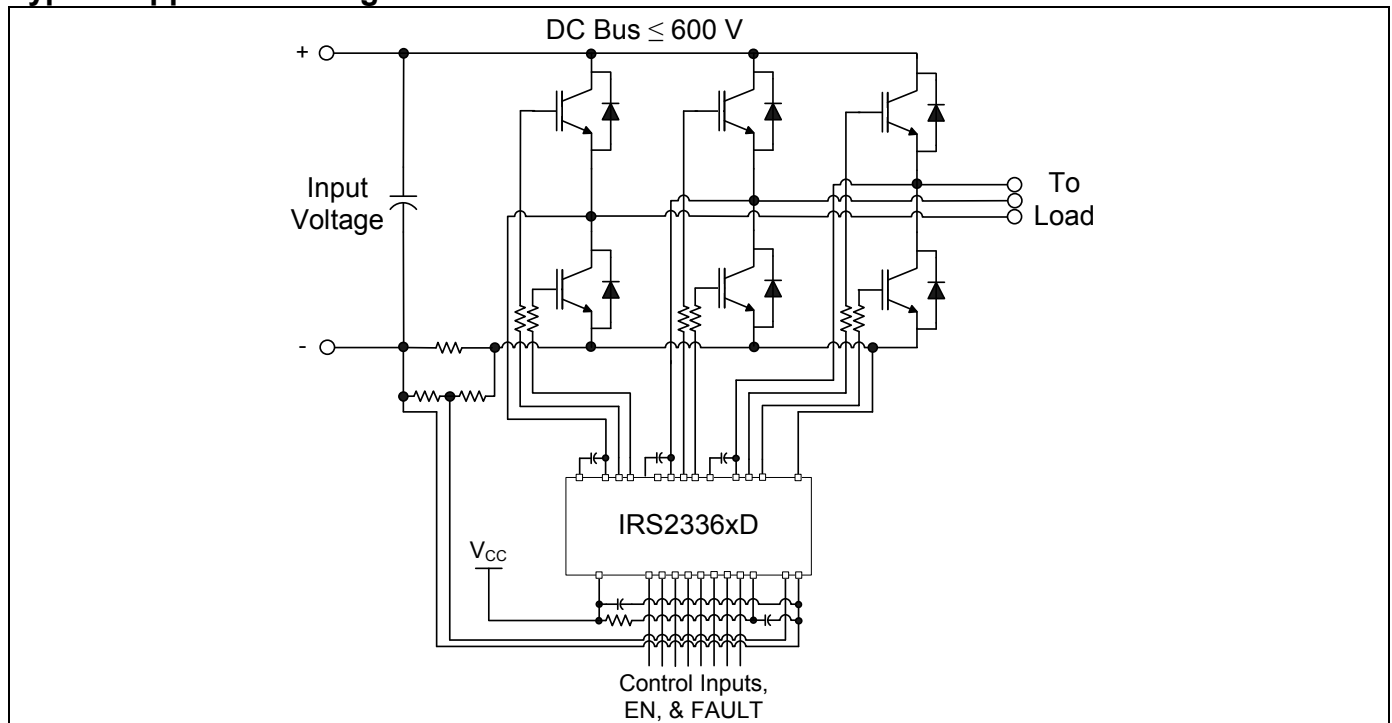 DC Bus ≤ 600 V
+
Input
Voltage
To
Load
-
IRS2336xD
VCC
Control Inputs,
EN, & FAULT